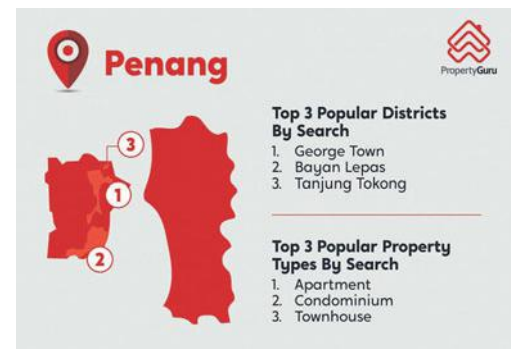 Penang
PropertyGuru
3
1
2
Top 3 Popular Districts
By Search
1. George Town
2. Bayan Lepas
3. Tanjung Tokong
Top 3 Popular Property
Types By Search
1. Apartment
2. Condominium
3. Townhouse